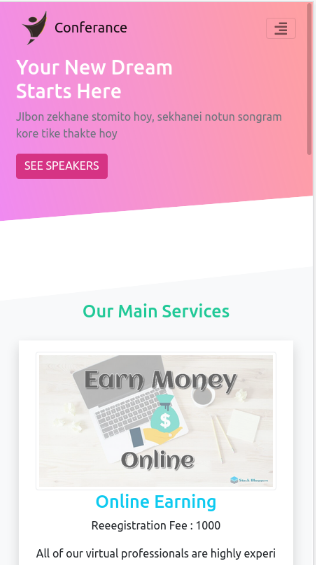 Conferance
Your New Dream
Starts Here
JIbon zekhane stomito hoy, sekhanei notun songram
kore tike thakte hoy
SEE SPEAKERS
Our Main Services
Earn Money
Online
Online Earning
Reeegistration Fee : 1000
All of our virtual professionals are highly experi